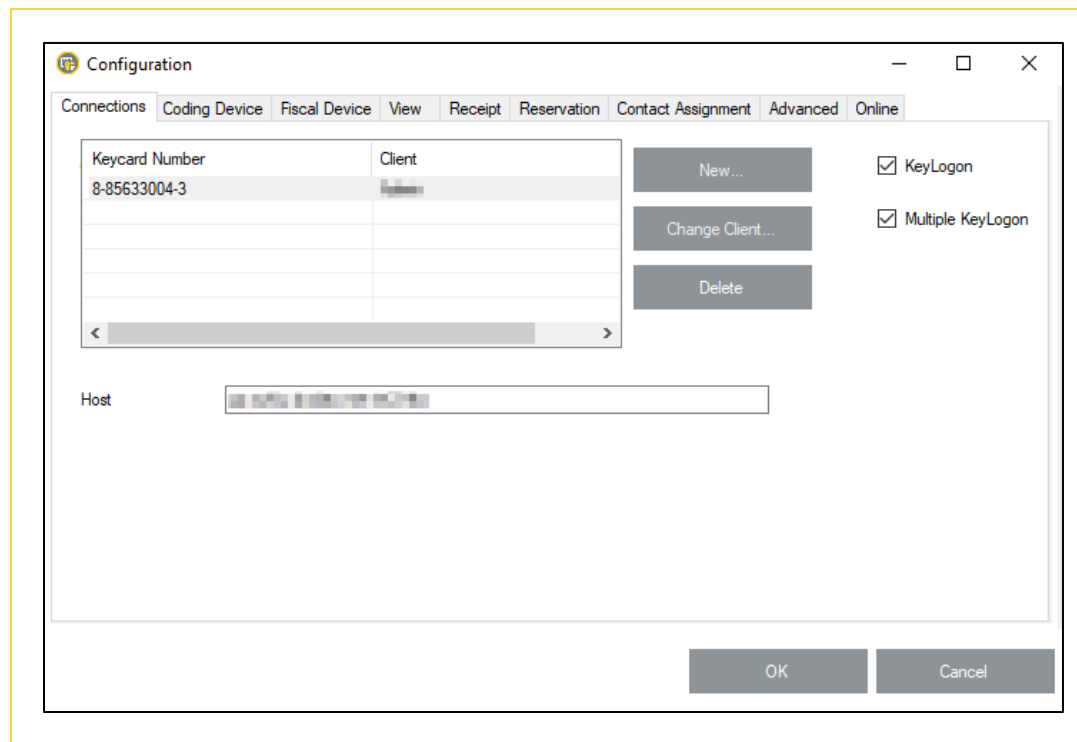 Configuration
Connections Coding Device Fiscal Device View Receipt Reservation Contact Assignment Advanced Online
Keycard Number Client
8-85633004-3
New...
Change Client...
Delete
KeyLogon
Multiple KeyLogon
Host
OK Cancel